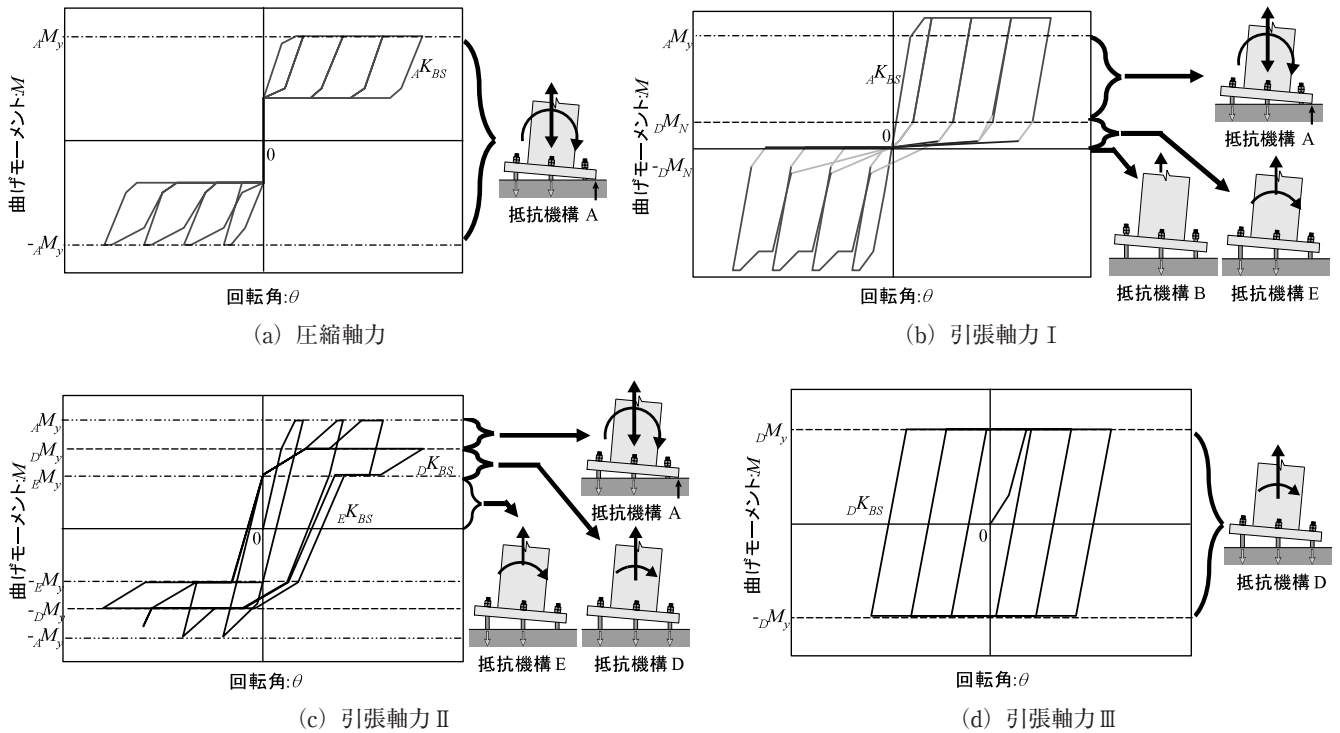 AMy
AKBS
0
-AMy
曲げモーメント:M
回転角:θ
抵抗機構 A
(a) 圧縮軸力
AMy
AKBS
DMN
0
-DMN
曲げモーメント:M
回転角:θ
抵抗機構 A
抵抗機構 B
抵抗機構 E
(b) 引張軸力 Ⅰ
AMy
DMy
EMy
DKBS
EKBS
0
-EMy
-DMy
-AMy
曲げモーメント:M
回転角:θ
抵抗機構 A
抵抗機構 E
抵抗機構 D
(c) 引張軸力 Ⅱ
DMy
DKBS
0
-DMy
曲げモーメント:M
回転角:θ
抵抗機構 D
(d) 引張軸力 Ⅲ